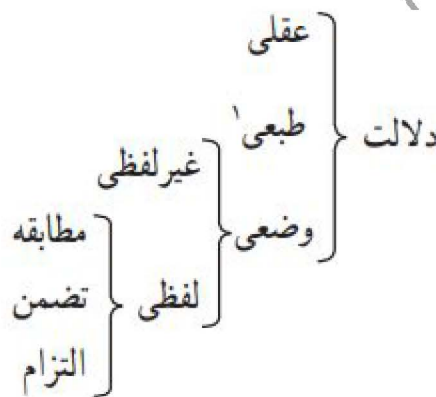 دلالت
عقلی
طبعی۱
وضعی
غیرلفظی
لفظی
مطابقه
تضمن
التزام